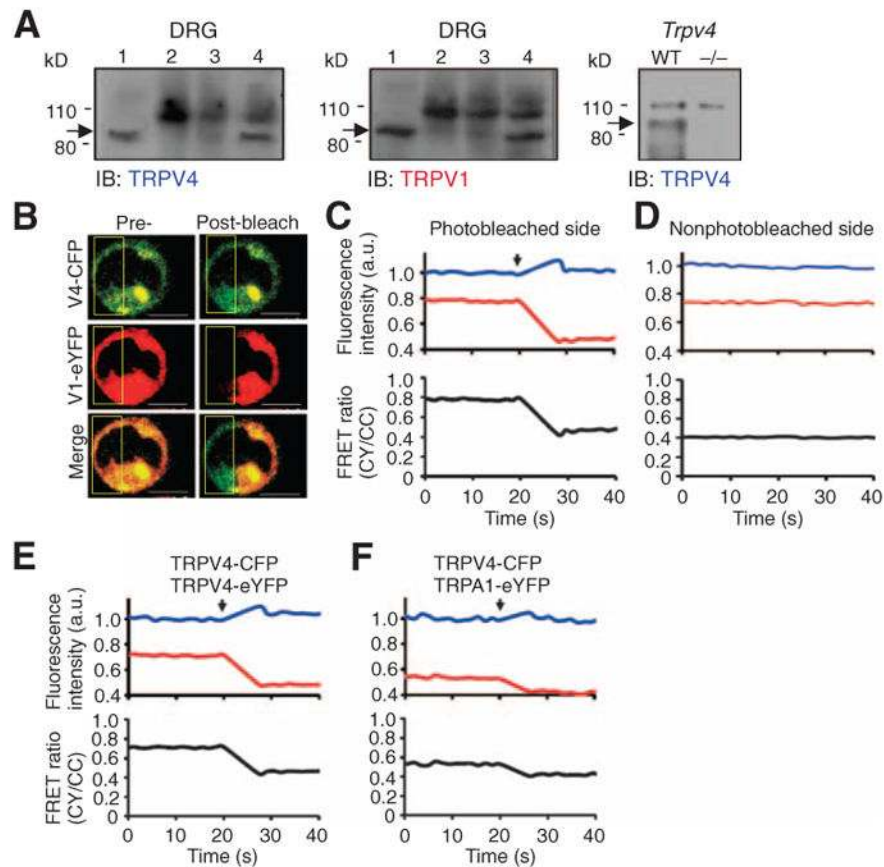 A
DRG
DRG
Trpv4
kD 1 2 3 4
kD 1 2 3 4
kD WT –/–
110
80
110
80
110
80
IB: TRPV4
IB: TRPV1
IB: TRPV4
B
Pre-
Post-bleach
V4-CFP
V1-eYFP
Merge
C
Photobleached side
Fluorescence
intensity (a.u.)
1.0
0.8
0.6
0.4
FRET ratio
(CY/CC)
1.0
0.8
0.6
0.4
0.2
0
0 10 20 30 40
Time (s)
D
Nonphotobleached side
1.0
0.8
0.6
0.4
1.0
0.8
0.6
0.4
0.2
0
0 10 20 30 40
Time (s)
E
TRPV4-CFP
TRPV4-eYFP
Fluorescence
intensity (a.u.)
1.0
0.8
0.6
0.4
FRET ratio
(CY/CC)
1.0
0.8
0.6
0.4
0.2
0
0 10 20 30 40
Time (s)
F
TRPV4-CFP
TRPA1-eYFP
1.0
0.8
0.6
0.4
1.0
0.8
0.6
0.4
0.2
0
0 10 20 30 40
Time (s)